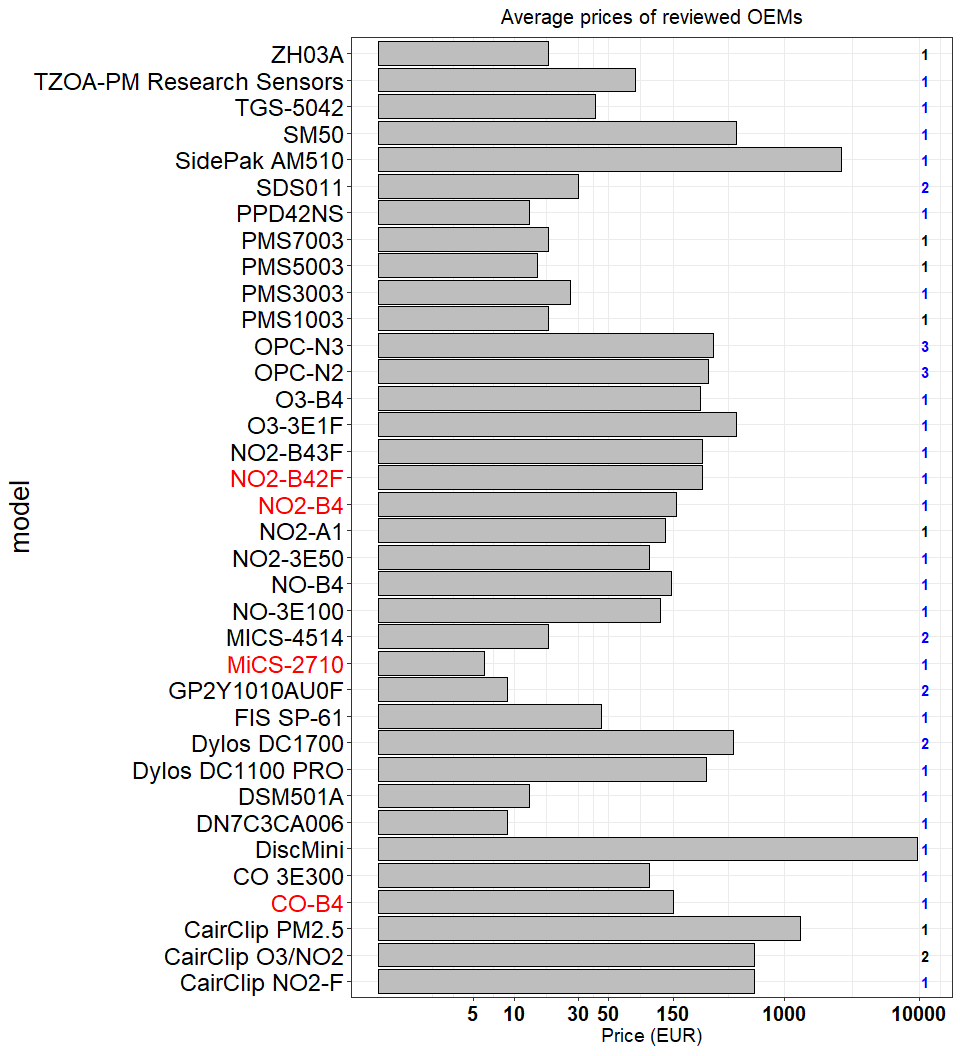 Average prices of reviewed OEMs
ZH03A 1
TZOA-PM Research Sensors 1
TGS-5042 1
SM50 1
SidePak AM510 1
SDS011 2
PPD42NS 1
PMS7003 1
PMS5003 1
PMS3003 1
PMS1003 1
OPC-N3 3
OPC-N2 3
O3-B4 1
O3-3E1F 1
NO2-B43F 1
NO2-B42F 1
NO2-B4 1
NO2-A1 1
NO2-3E50 1
NO-B4 1
NO-3E100 1
MICS-4514 2
MiCS-2710 1
GP2Y1010AU0F 2
FIS SP-61 1
Dylos DC1700 2
Dylos DC1100 PRO 1
DSM501A 1
DN7C3CA006 1
DiscMini 1
CO 3E300 1
CO-B4 1
CairClip PM2.5 1
CairClip O3/NO2 2
CairClip NO2-F 1
model
5 10 30 50 150 1000 10000
Price (EUR)